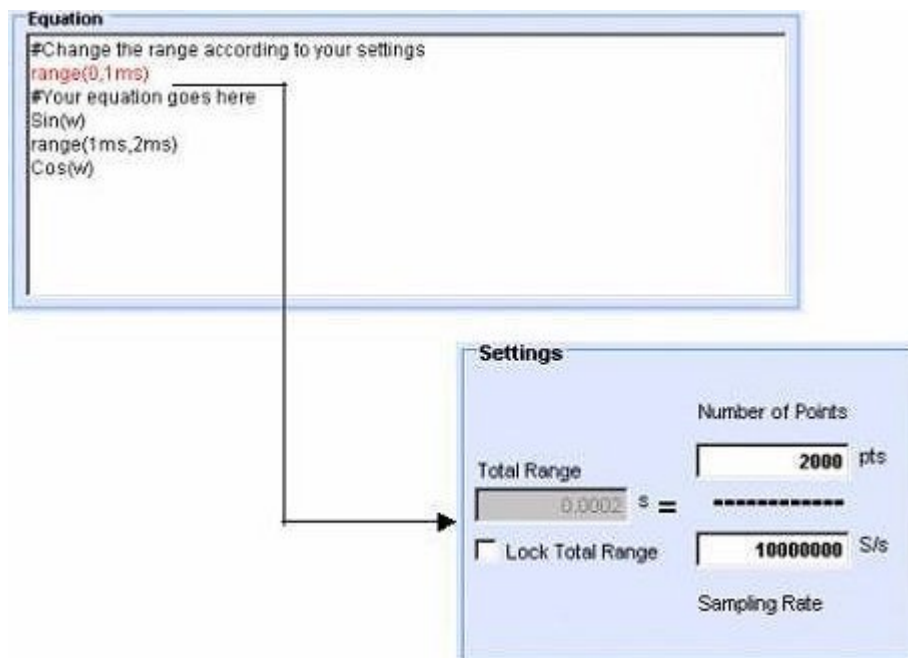 Equation
#Change the range according to your settings
range(0,1ms)
#Your equation goes here
Sin(w)
range(1ms,2ms)
Cos(w)
Settings
Number of Points
2000 pts
Total Range
0.0002 s =
------------
Lock Total Range
10000000 S/s
Sampling Rate